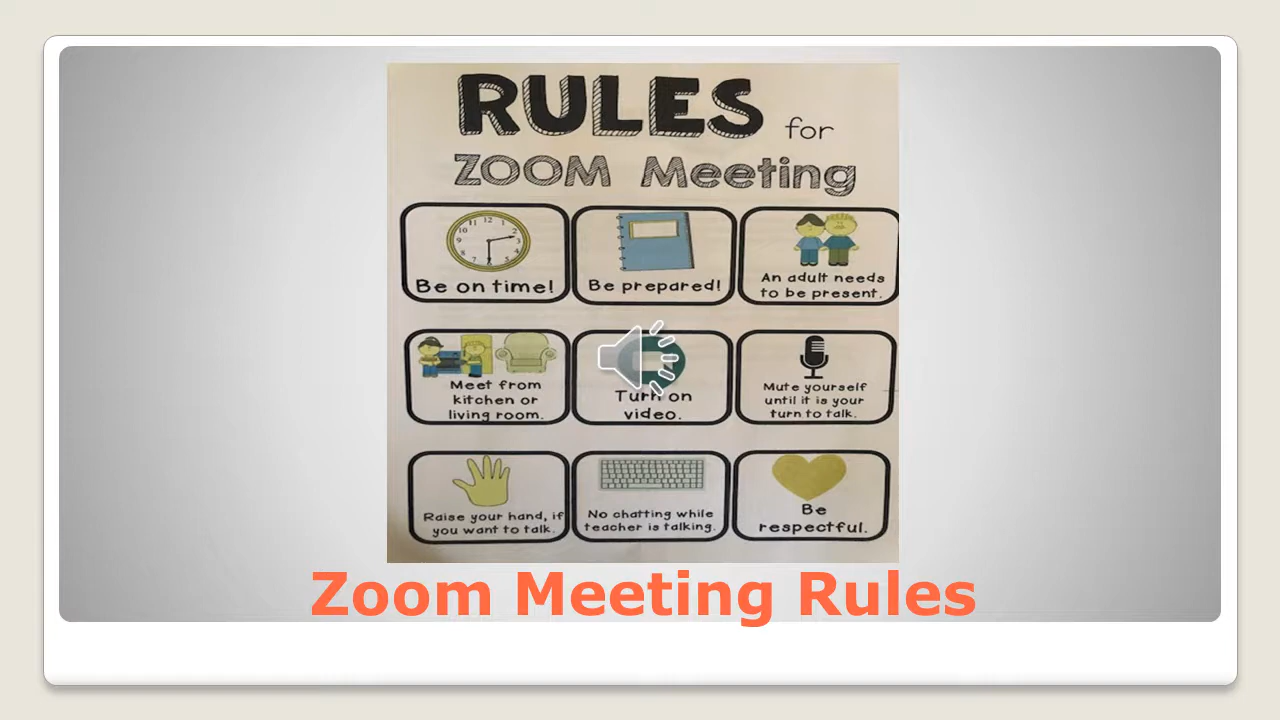 RULES for
ZOOM Meeting
Be on time!
Be prepared!
An adult needs
to be present.
Meet from
kitchen or
living room.
Turn on
video.
Mute yourself
until it is your
turn to talk.
Raise your hand, if
you want to talk.
No chatting while
teacher is talking.
Be
respectful.
Zoom Meeting Rules